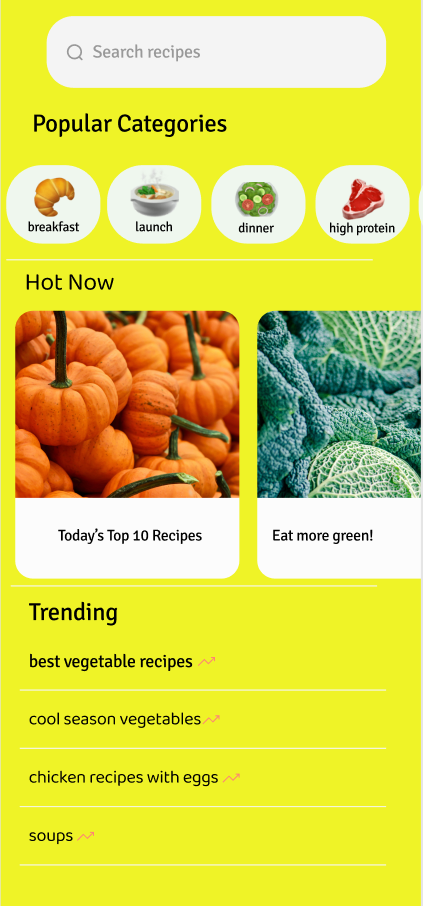 Search recipes
Popular Categories
breakfast
launch
dinner
high protein
Hot Now
Today’s Top 10 Recipes
Eat more green!
Trending
best vegetable recipes
cool season vegetables
chicken recipes with eggs
soups